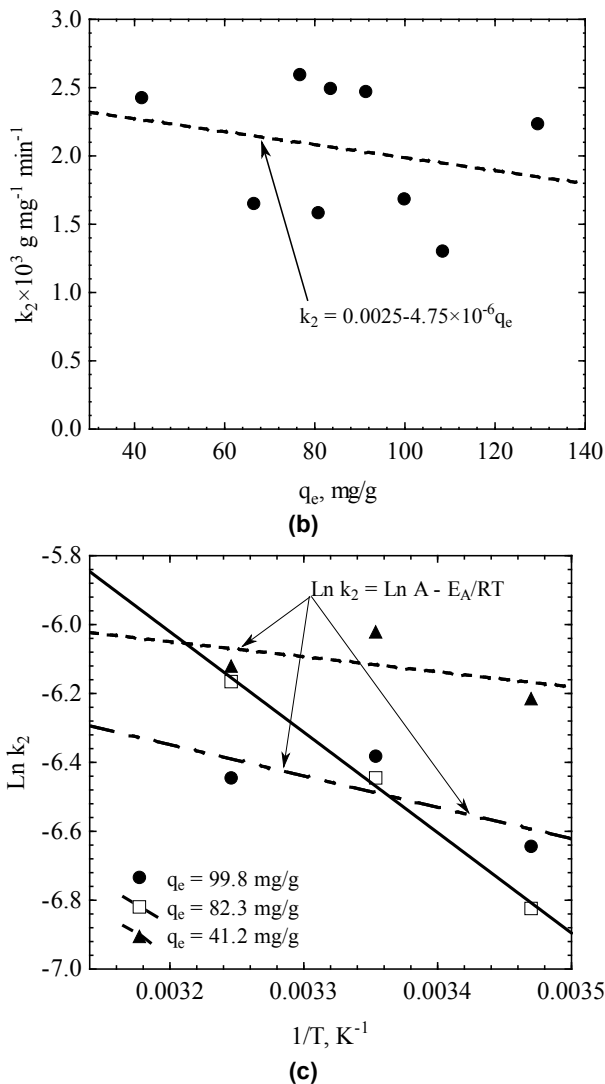 3.0
2.5
2.0
1.5
1.0
0.5
0.0
k₂×10³ g mg⁻¹ min⁻¹
k₂ = 0.0025-4.75×10⁻⁶qₑ
40 60 80 100 120 140
qₑ, mg/g
(b)
-5.8
-6.0
-6.2
-6.4
-6.6
-6.8
-7.0
Ln k₂
Ln k₂ = Ln A - E_A/RT
qₑ = 99.8 mg/g
qₑ = 82.3 mg/g
qₑ = 41.2 mg/g
0.0032 0.0033 0.0034 0.0035
1/T, K⁻¹
(c)